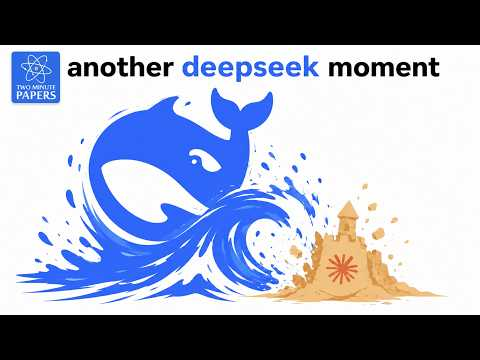 another deepseek moment
TWO MINUTE
PAPERS